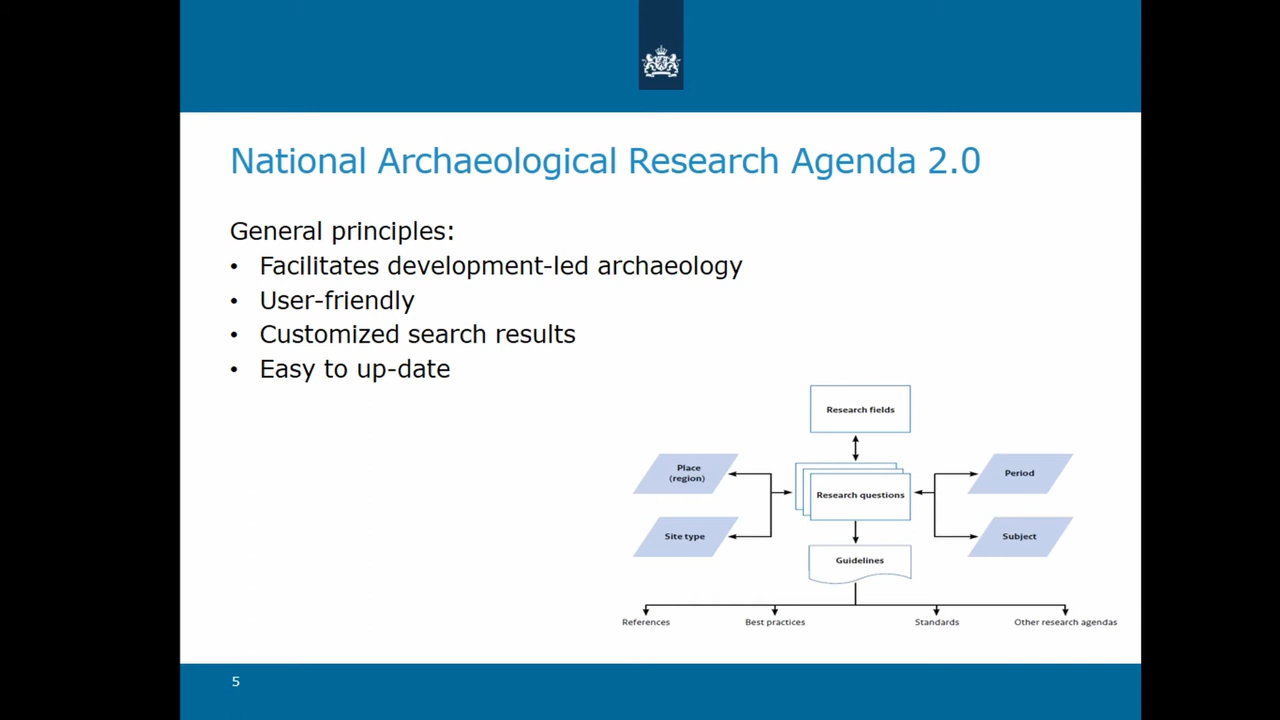 National Archaeological Research Agenda 2.0
General principles:
• Facilitates development-led archaeology
• User-friendly
• Customized search results
• Easy to up-date
Research fields
Place
(region)
Research questions
Period
Site type
Subject
Guidelines
References
Best practices
Standards
Other research agendas
5